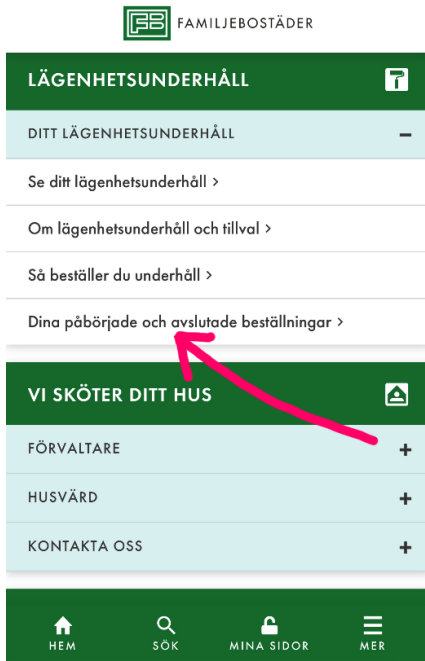 FB FAMILJEBOSTÄDER
LÄGENHETSUNDERHÅLL
DITT LÄGENHETSUNDERHÅLL
Se ditt lägenhetsunderhåll >
Om lägenhetsunderhåll och tillval >
Så beställer du underhåll >
Dina påbörjade och avslutade beställningar >
VI SKÖTER DITT HUS
FÖRVALTARE
HUSVÄRD
KONTAKTA OSS
HEM SÖK MINA SIDOR MER